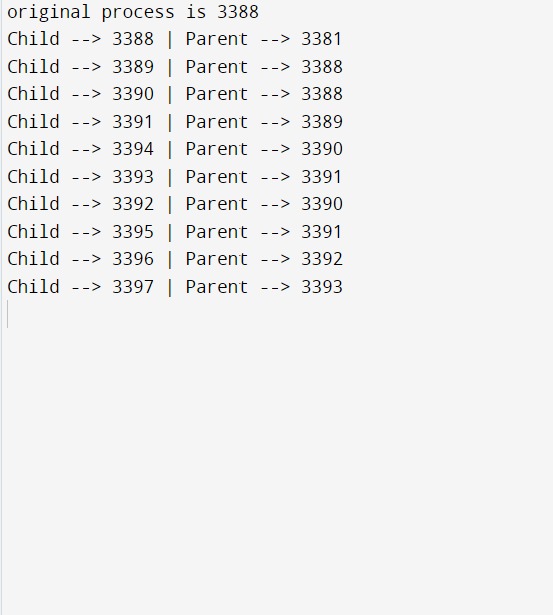 original process is 3388
Child --> 3388 | Parent --> 3381
Child --> 3389 | Parent --> 3388
Child --> 3390 | Parent --> 3388
Child --> 3391 | Parent --> 3389
Child --> 3394 | Parent --> 3390
Child --> 3393 | Parent --> 3391
Child --> 3392 | Parent --> 3390
Child --> 3395 | Parent --> 3391
Child --> 3396 | Parent --> 3392
Child --> 3397 | Parent --> 3393